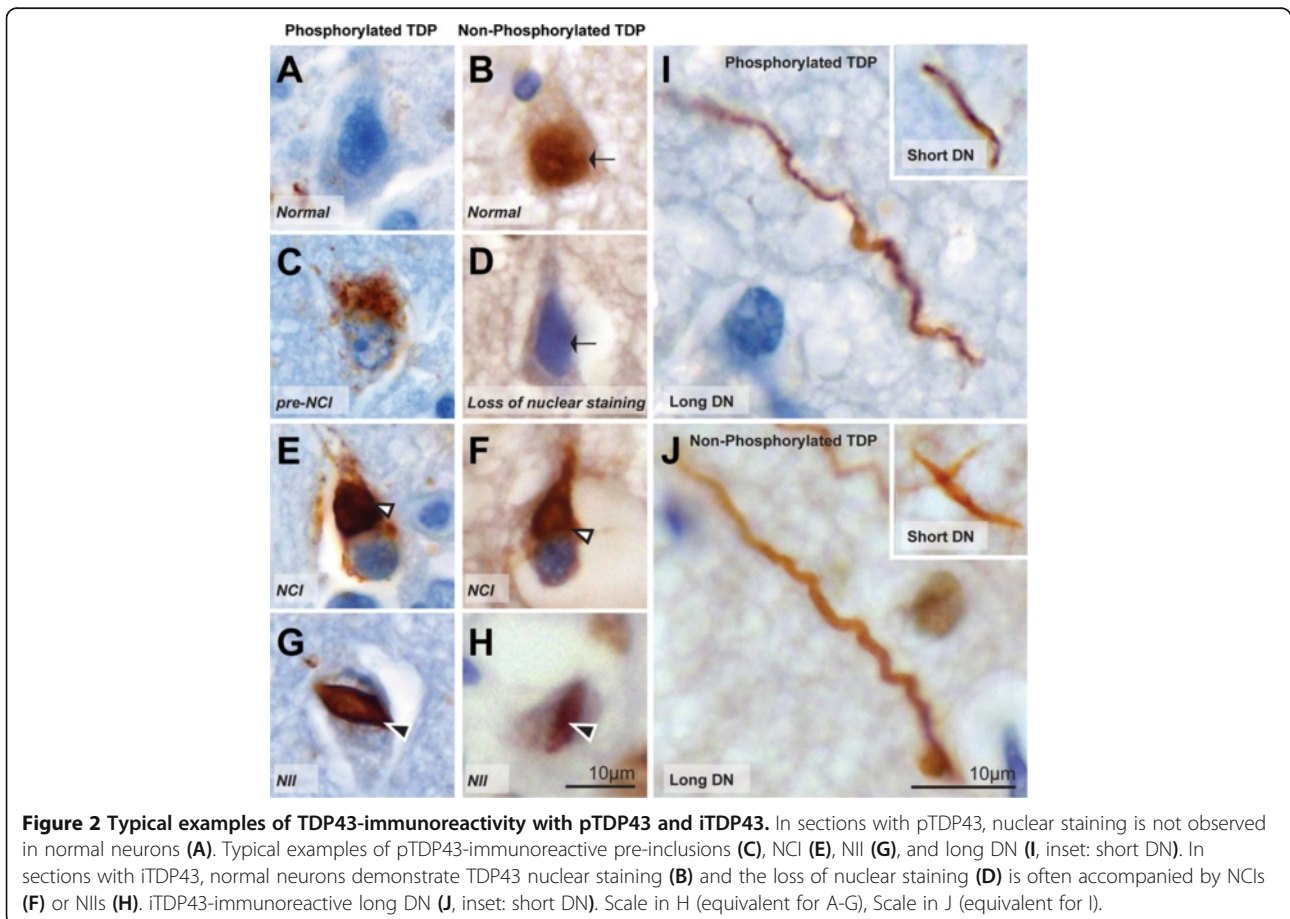 Phosphorylated TDP
Non-Phosphorylated TDP
A
Normal
B
Normal
C
pre-NCI
D
Loss of nuclear staining
E
NCI
F
NCI
G
NII
H
NII
10µm
I
Phosphorylated TDP
Short DN
Long DN
J
Non-Phosphorylated TDP
Short DN
Long DN
10µm
Figure 2 Typical examples of TDP43-immunoreactivity with pTDP43 and iTDP43. In sections with pTDP43, nuclear staining is not observed
in normal neurons (A). Typical examples of pTDP43-immunoreactive pre-inclusions (C), NCI (E), NII (G), and long DN (I, inset: short DN). In
sections with iTDP43, normal neurons demonstrate TDP43 nuclear staining (B) and the loss of nuclear staining (D) is often accompanied by NCIs
(F) or NIIs (H). iTDP43-immunoreactive long DN (J, inset: short DN). Scale in H (equivalent for A-G), Scale in J (equivalent for I).